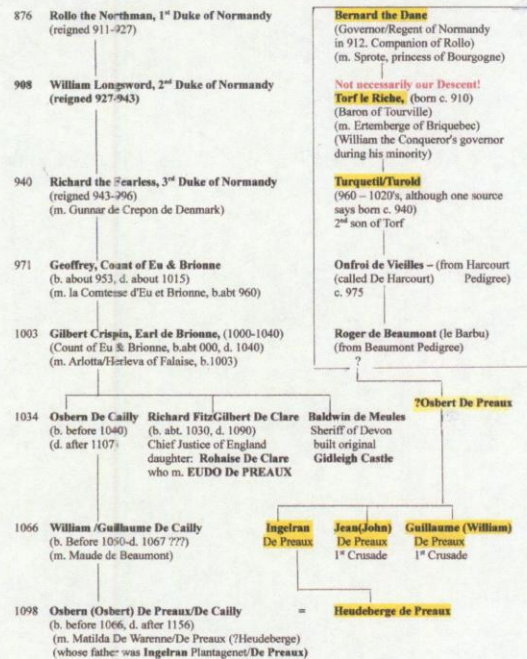 876 Rollo the Northman, 1st Duke of Normandy
(reigned 911-927)
908 William Longsword, 2nd Duke of Normandy
(reigned 927-943)
940 Richard the Fearless, 3rd Duke of Normandy
(reigned 943-996)
(m. Gunnar de Crepon de Denmark)
971 Geoffrey, Count of Eu & Brionne
(b. about 953, d. about 1015)
(m. la Comtesse d'Eu et Brionne, b.abt 960)
1003 Gilbert Crispin, Earl de Brionne, (1000-1040)
(Count of Eu & Brionne, b.abt 000, d. 1040)
(m. Arlotta/Herleva of Falaise, b.1003)
Bernard the Dane
(Governor/Regent of Normandy
in 912. Companion of Rollo)
(m. Sprote, princess of Bourgogne)
Not necessarily our Descent!
Torf le Riche, (born c. 910)
(Baron of Tourville)
(m. Ertemberge of Briquebec)
(William the Conqueror's governor
during his minority)
Turquetil/Turold
(960 – 1020's, although one source
says born c. 940)
2nd son of Torf
Onfroi de Vieilles – (from Harcourt
(called De Harcourt) Pedigree)
c. 975
Roger de Beaumont (le Barbu)
(from Beaumont Pedigree)
?
?Osbert De Preaux
1034 Osbern De Cailly
(b. before 1040)
(d. after 1107)
Richard FitzGilbert De Clare
(b. abt. 1030, d. 1090)
Chief Justice of England
daughter: Rohaise De Clare
who m. EUDO De PREAUX
Baldwin de Meules
Sheriff of Devon
built original
Gidleigh Castle
1066 William /Guillaume De Cailly
(b. Before 1050-d. 1067 ???)
(m. Maude de Beaumont)
Ingelran
De Preaux
Jean(John)
De Preaux
1st Crusade
Guillaume (William)
De Preaux
1st Crusade
1098 Osbern (Osbert) De Preaux/De Cailly = Heudeberge de Preaux
(b. before 1066, d. after 1156)
(m. Matilda De Warenne/De Preaux (?Heudeberge)
(whose father was Ingelran Plantagenet/De Preaux)